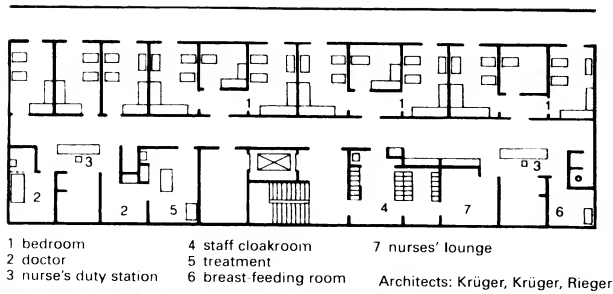 1 1 1
3 3
2 2 5 4 7 6
1 bedroom
2 doctor
3 nurse's duty station
4 staff cloakroom
5 treatment
6 breast-feeding room
7 nurses' lounge
Architects: Krüger, Krüger, Rieger